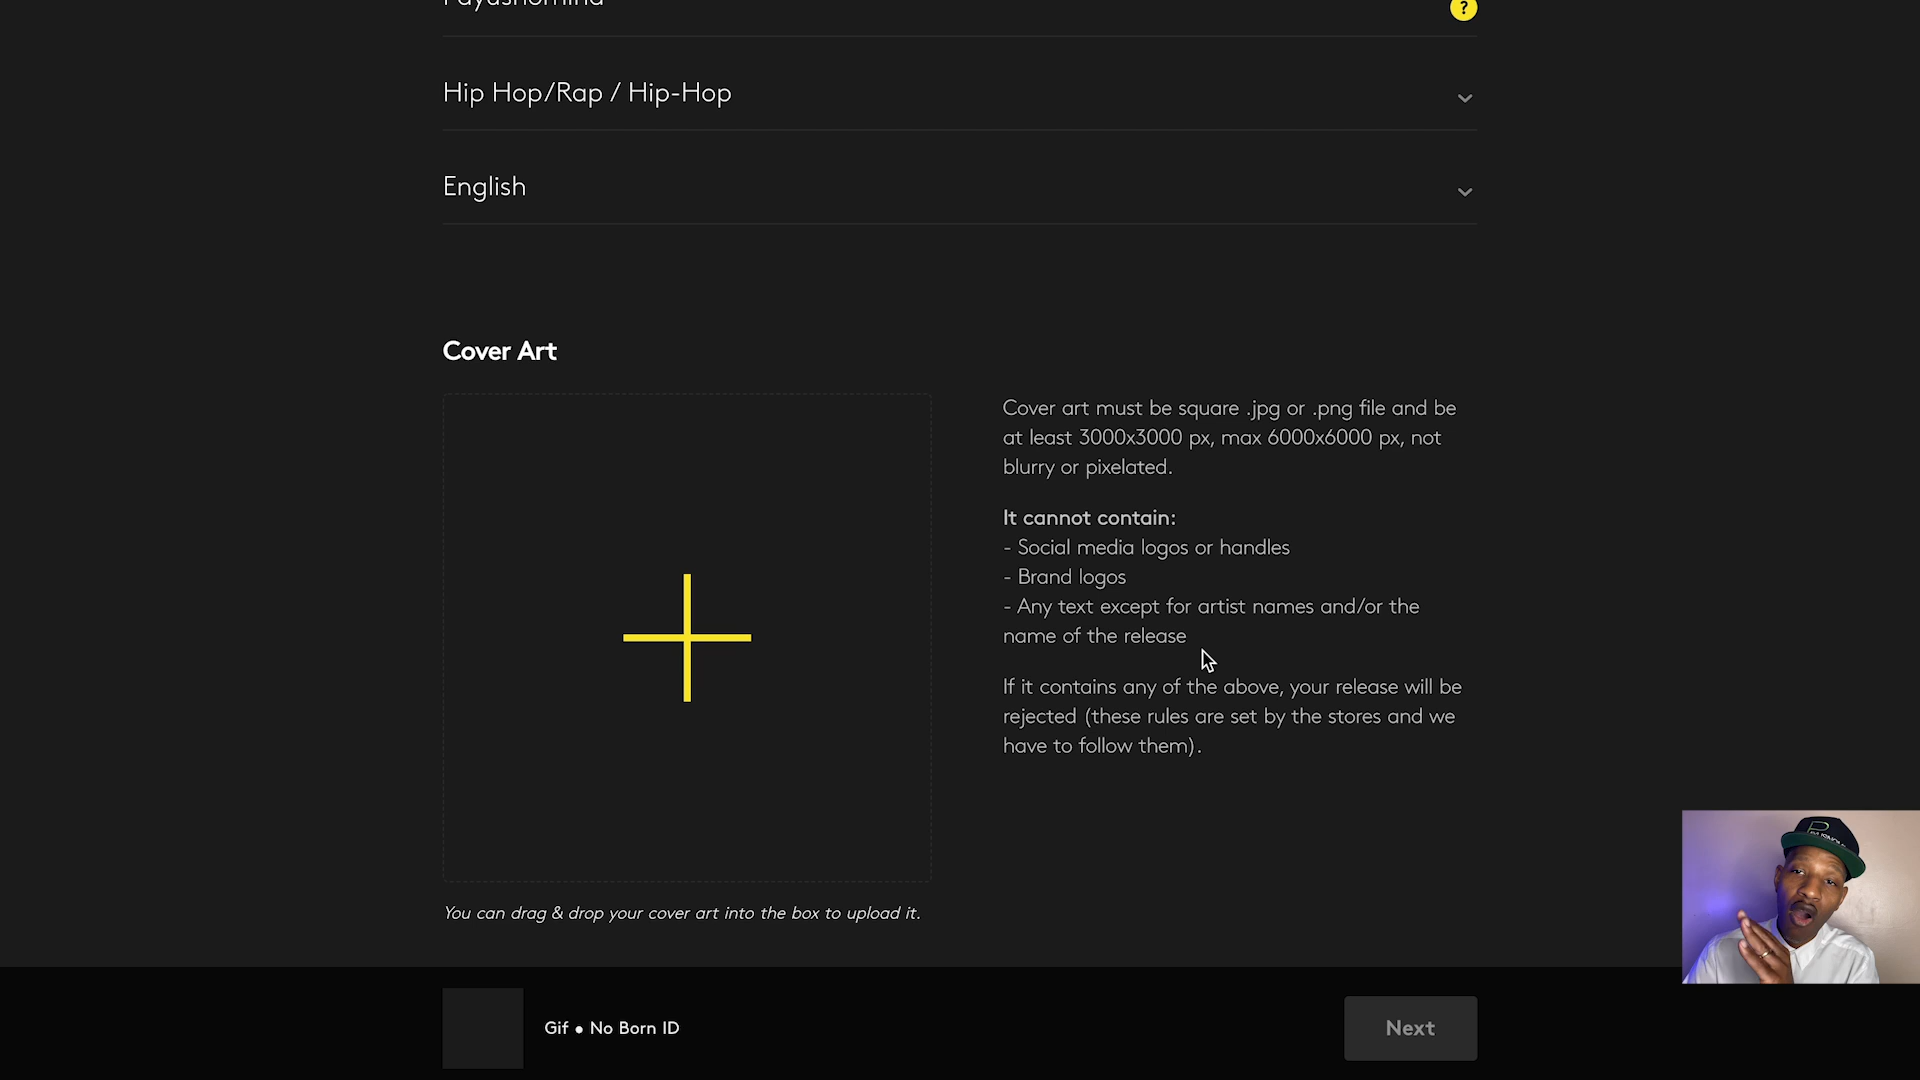 ?
Hip Hop/Rap / Hip-Hop
English
Cover Art
Cover art must be square .jpg or .png file and be
at least 3000x3000 px, max 6000x6000 px, not
blurry or pixelated.
It cannot contain:
- Social media logos or handles
- Brand logos
- Any text except for artist names and/or the
name of the release
If it contains any of the above, your release will be
rejected (these rules are set by the stores and we
have to follow them).
You can drag & drop your cover art into the box to upload it.
Gif • No Born ID
Next